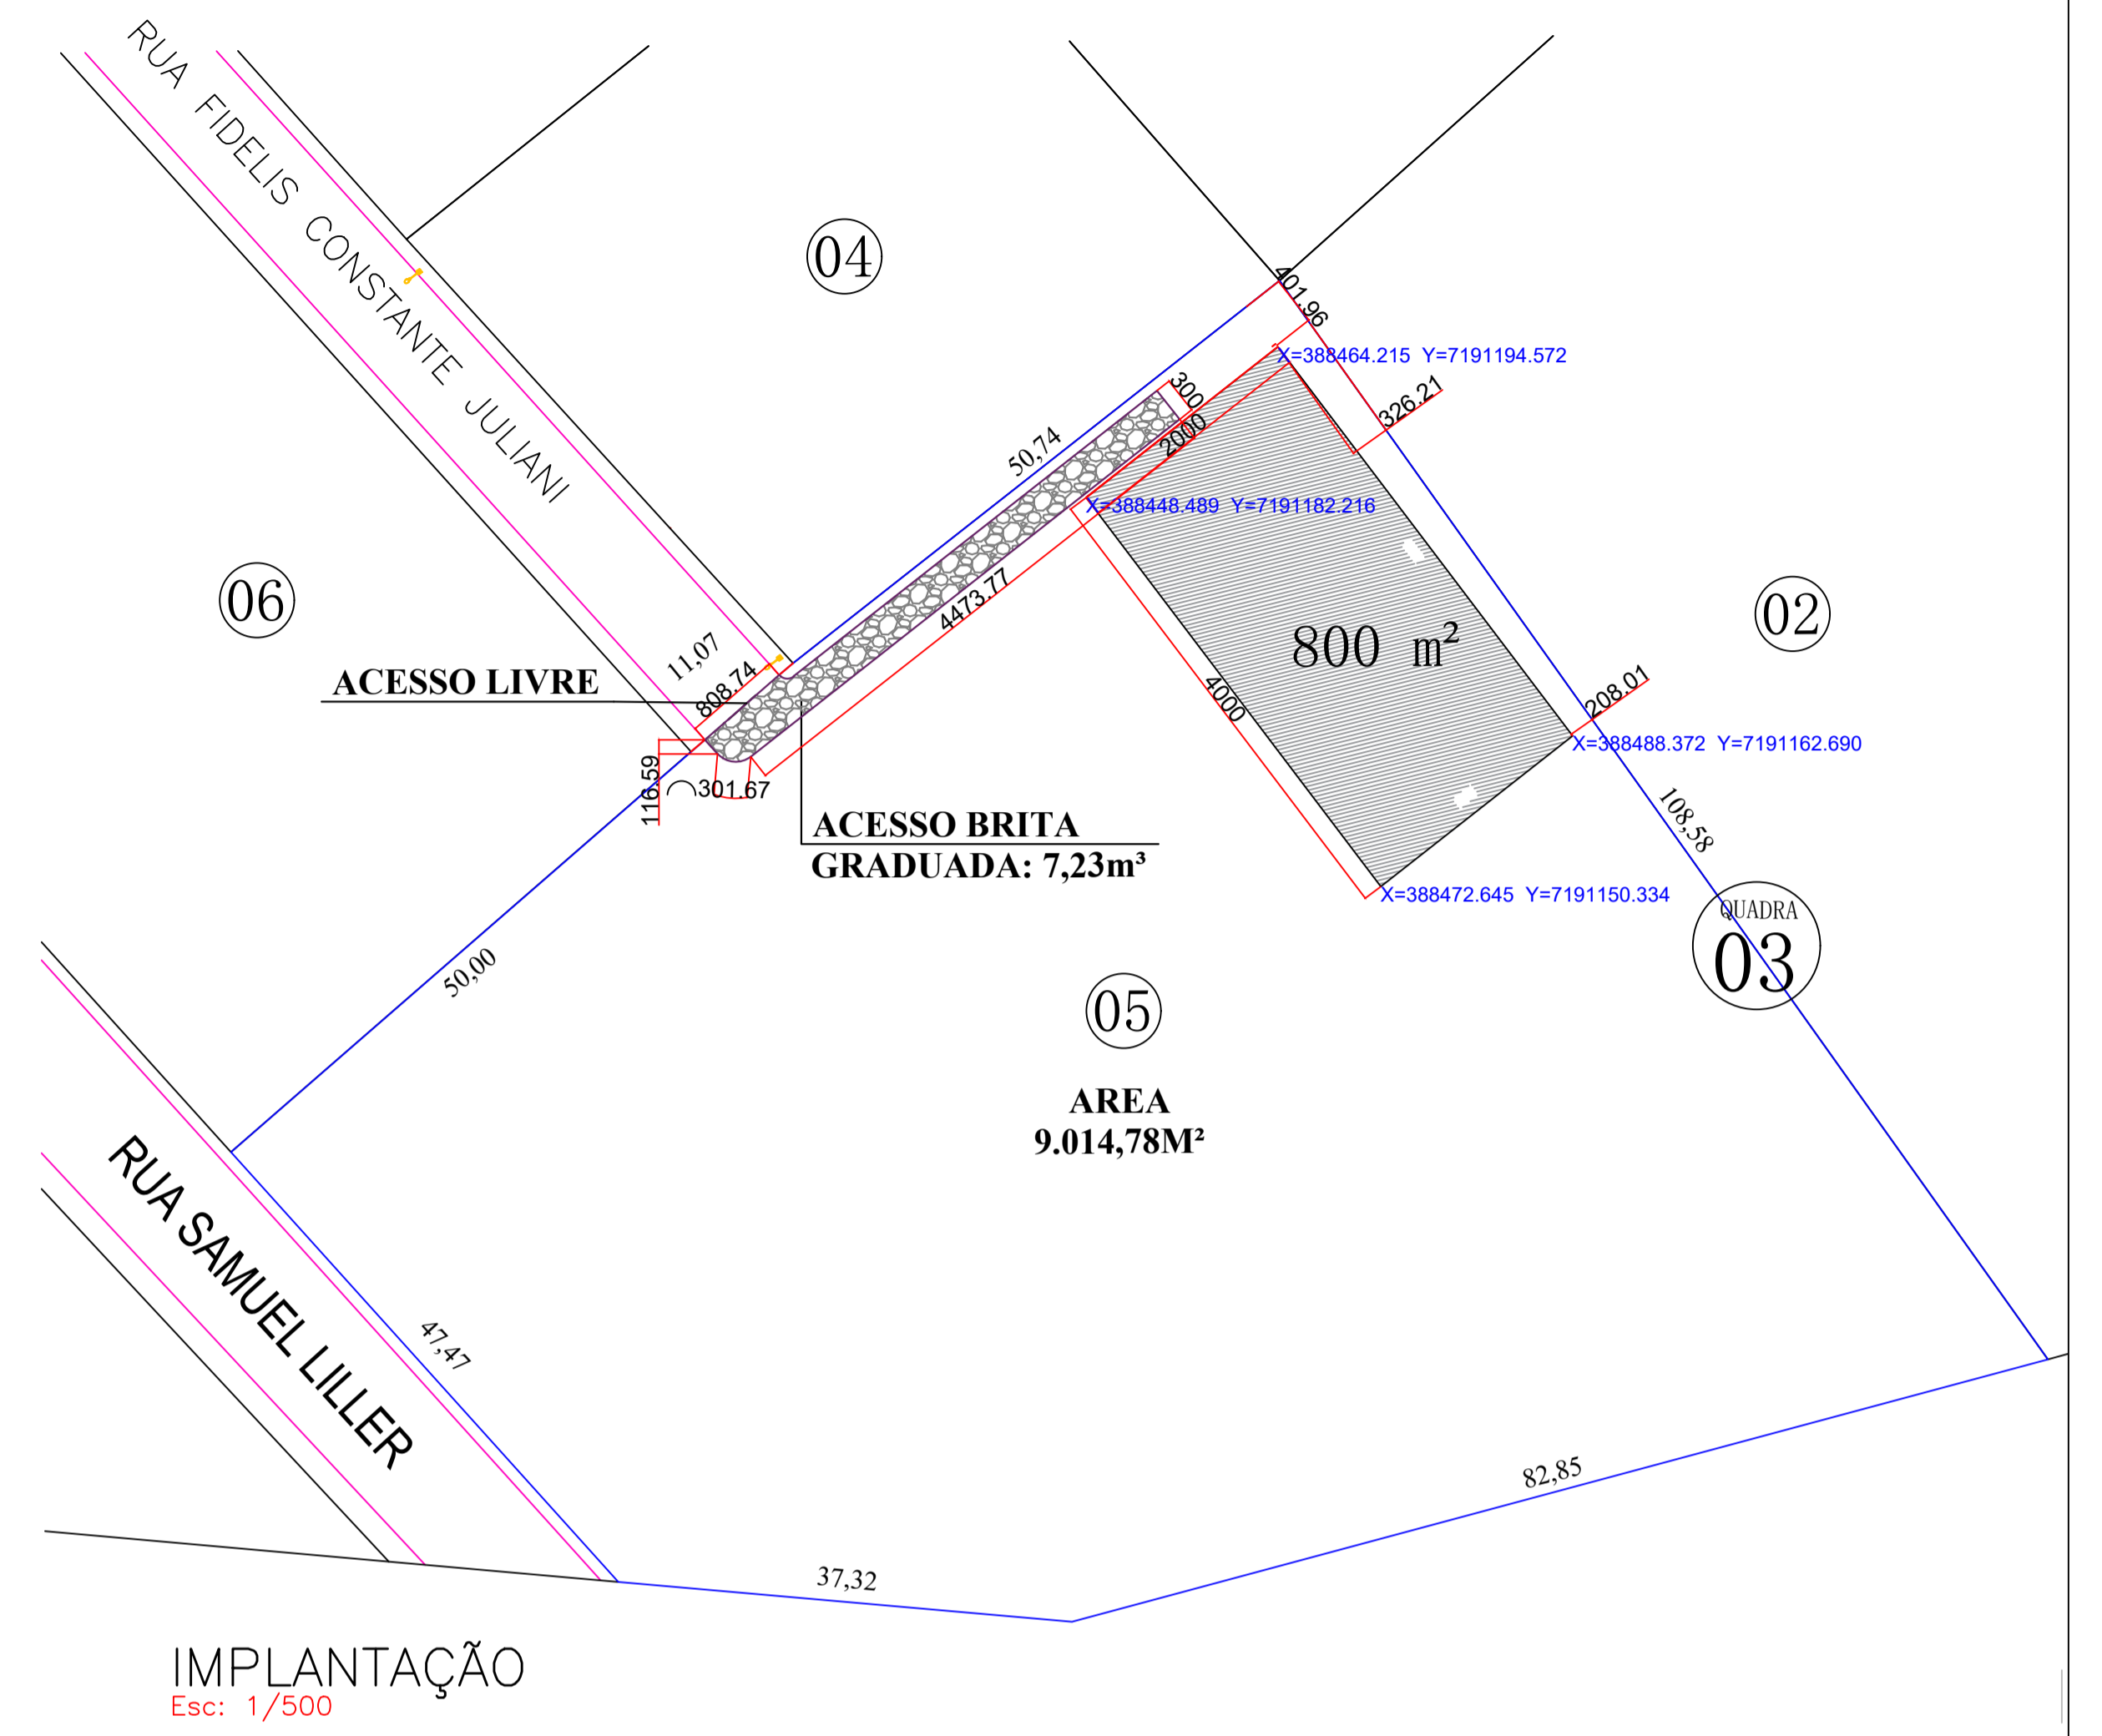 RUA FIDELIS CONSTANTE JULIANI
04
401.96
X=388464.215 Y=7191194.572
326.21
300
2000
50,74
X=388448.489 Y=7191182.216
4473.77
06
02
800 m²
11,07
808.74
ACESSO LIVRE
4000
208.01
X=388488.372 Y=7191162.690
116.59
301.67
ACESSO BRITA
GRADUADA: 7,23m³
108,58
X=388472.645 Y=7191150.334
QUADRA
03
50,00
05
AREA
9.014,78M²
RUA SAMUEL LILLER
47,47
82,85
37,32
IMPLANTAÇÃO
Esc: 1/500